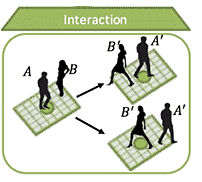 Interaction
B′ A′
A B
B′ A′